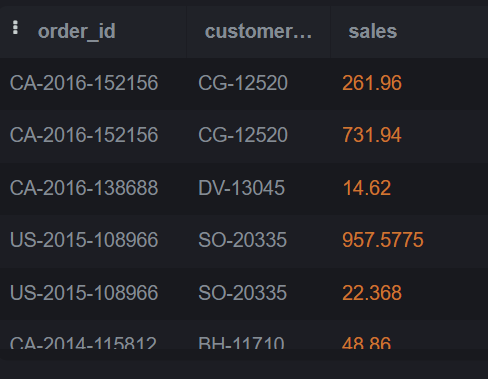 order_id customer... sales
CA-2016-152156 CG-12520 261.96
CA-2016-152156 CG-12520 731.94
CA-2016-138688 DV-13045 14.62
US-2015-108966 SO-20335 957.5775
US-2015-108966 SO-20335 22.368
CA-2014-115812 BH-11710 48.86